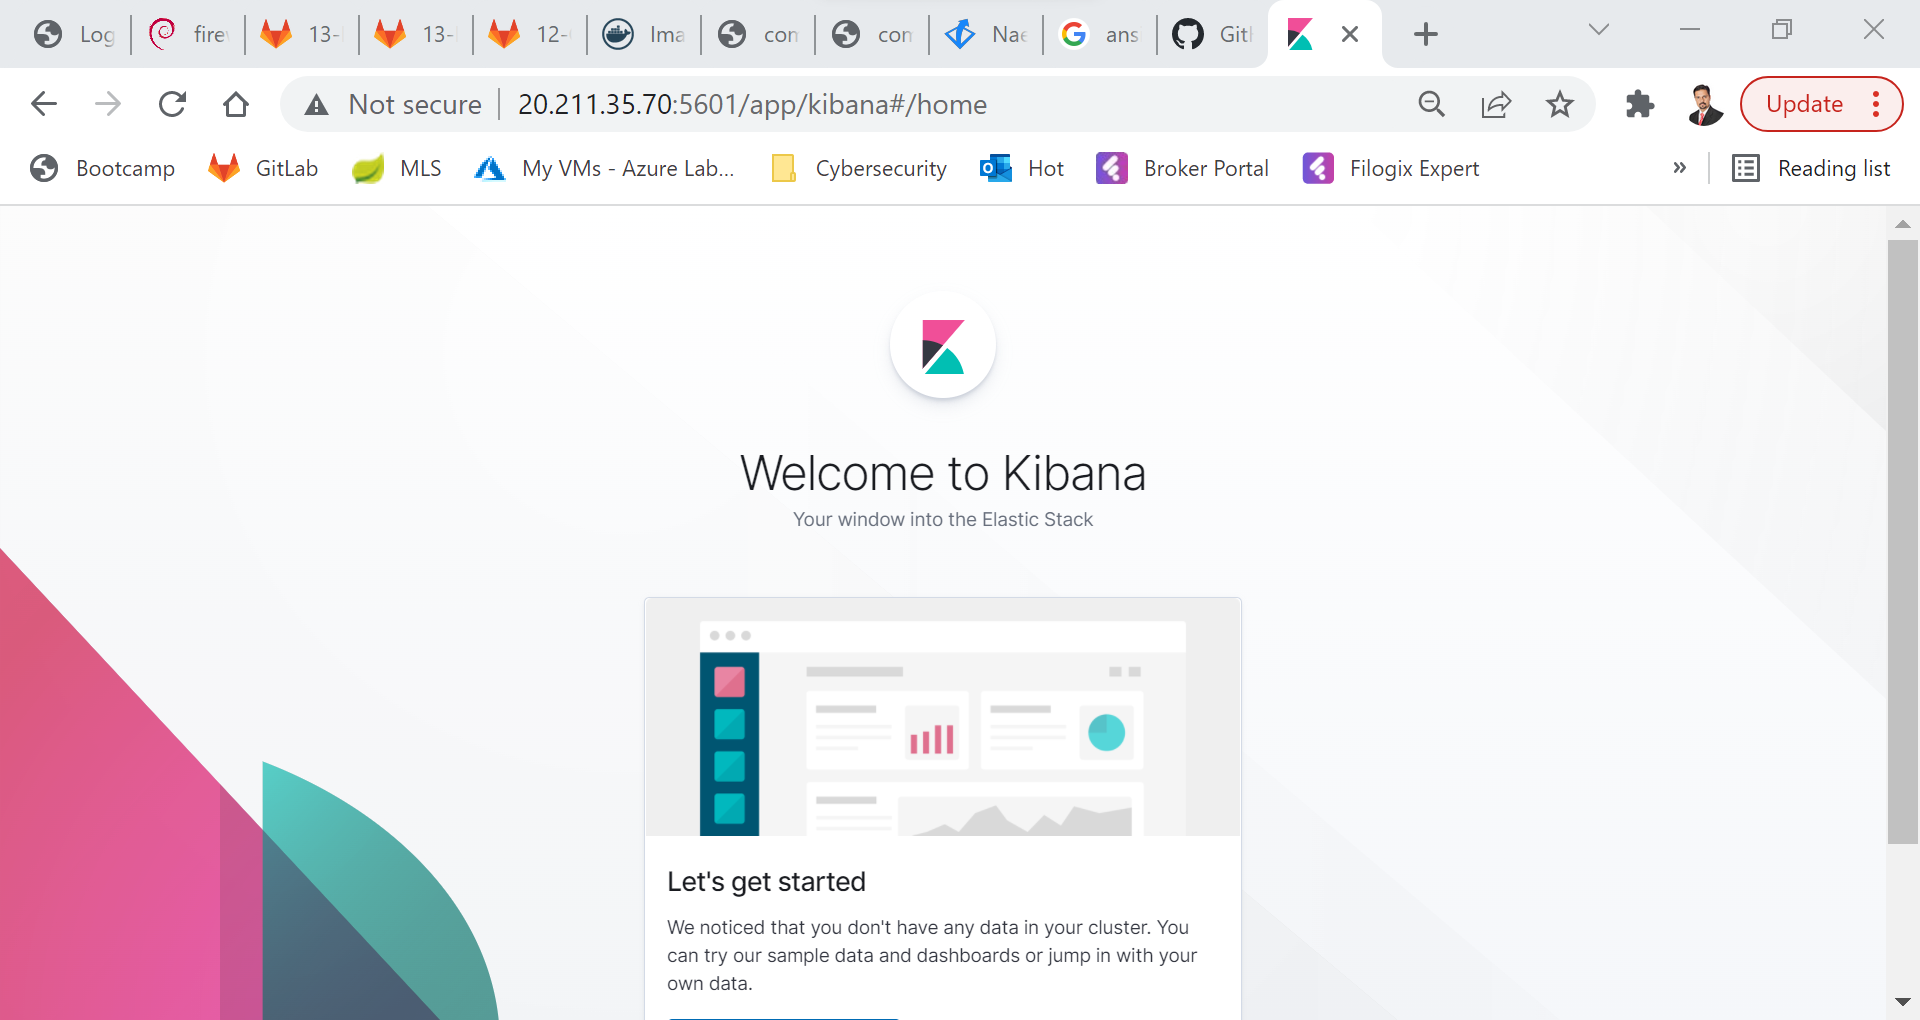 Log
fire
13-
13-
12-
Ima
com
con
Nae
ans
Gith
Not secure
20.211.35.70:5601/app/kibana#/home
Update
Bootcamp
GitLab
MLS
My VMs - Azure Lab...
Cybersecurity
Hot
Broker Portal
Filogix Expert
»
Reading list
Welcome to Kibana
Your window into the Elastic Stack
Let's get started
We noticed that you don't have any data in your cluster. You
can try our sample data and dashboards or jump in with your
own data.